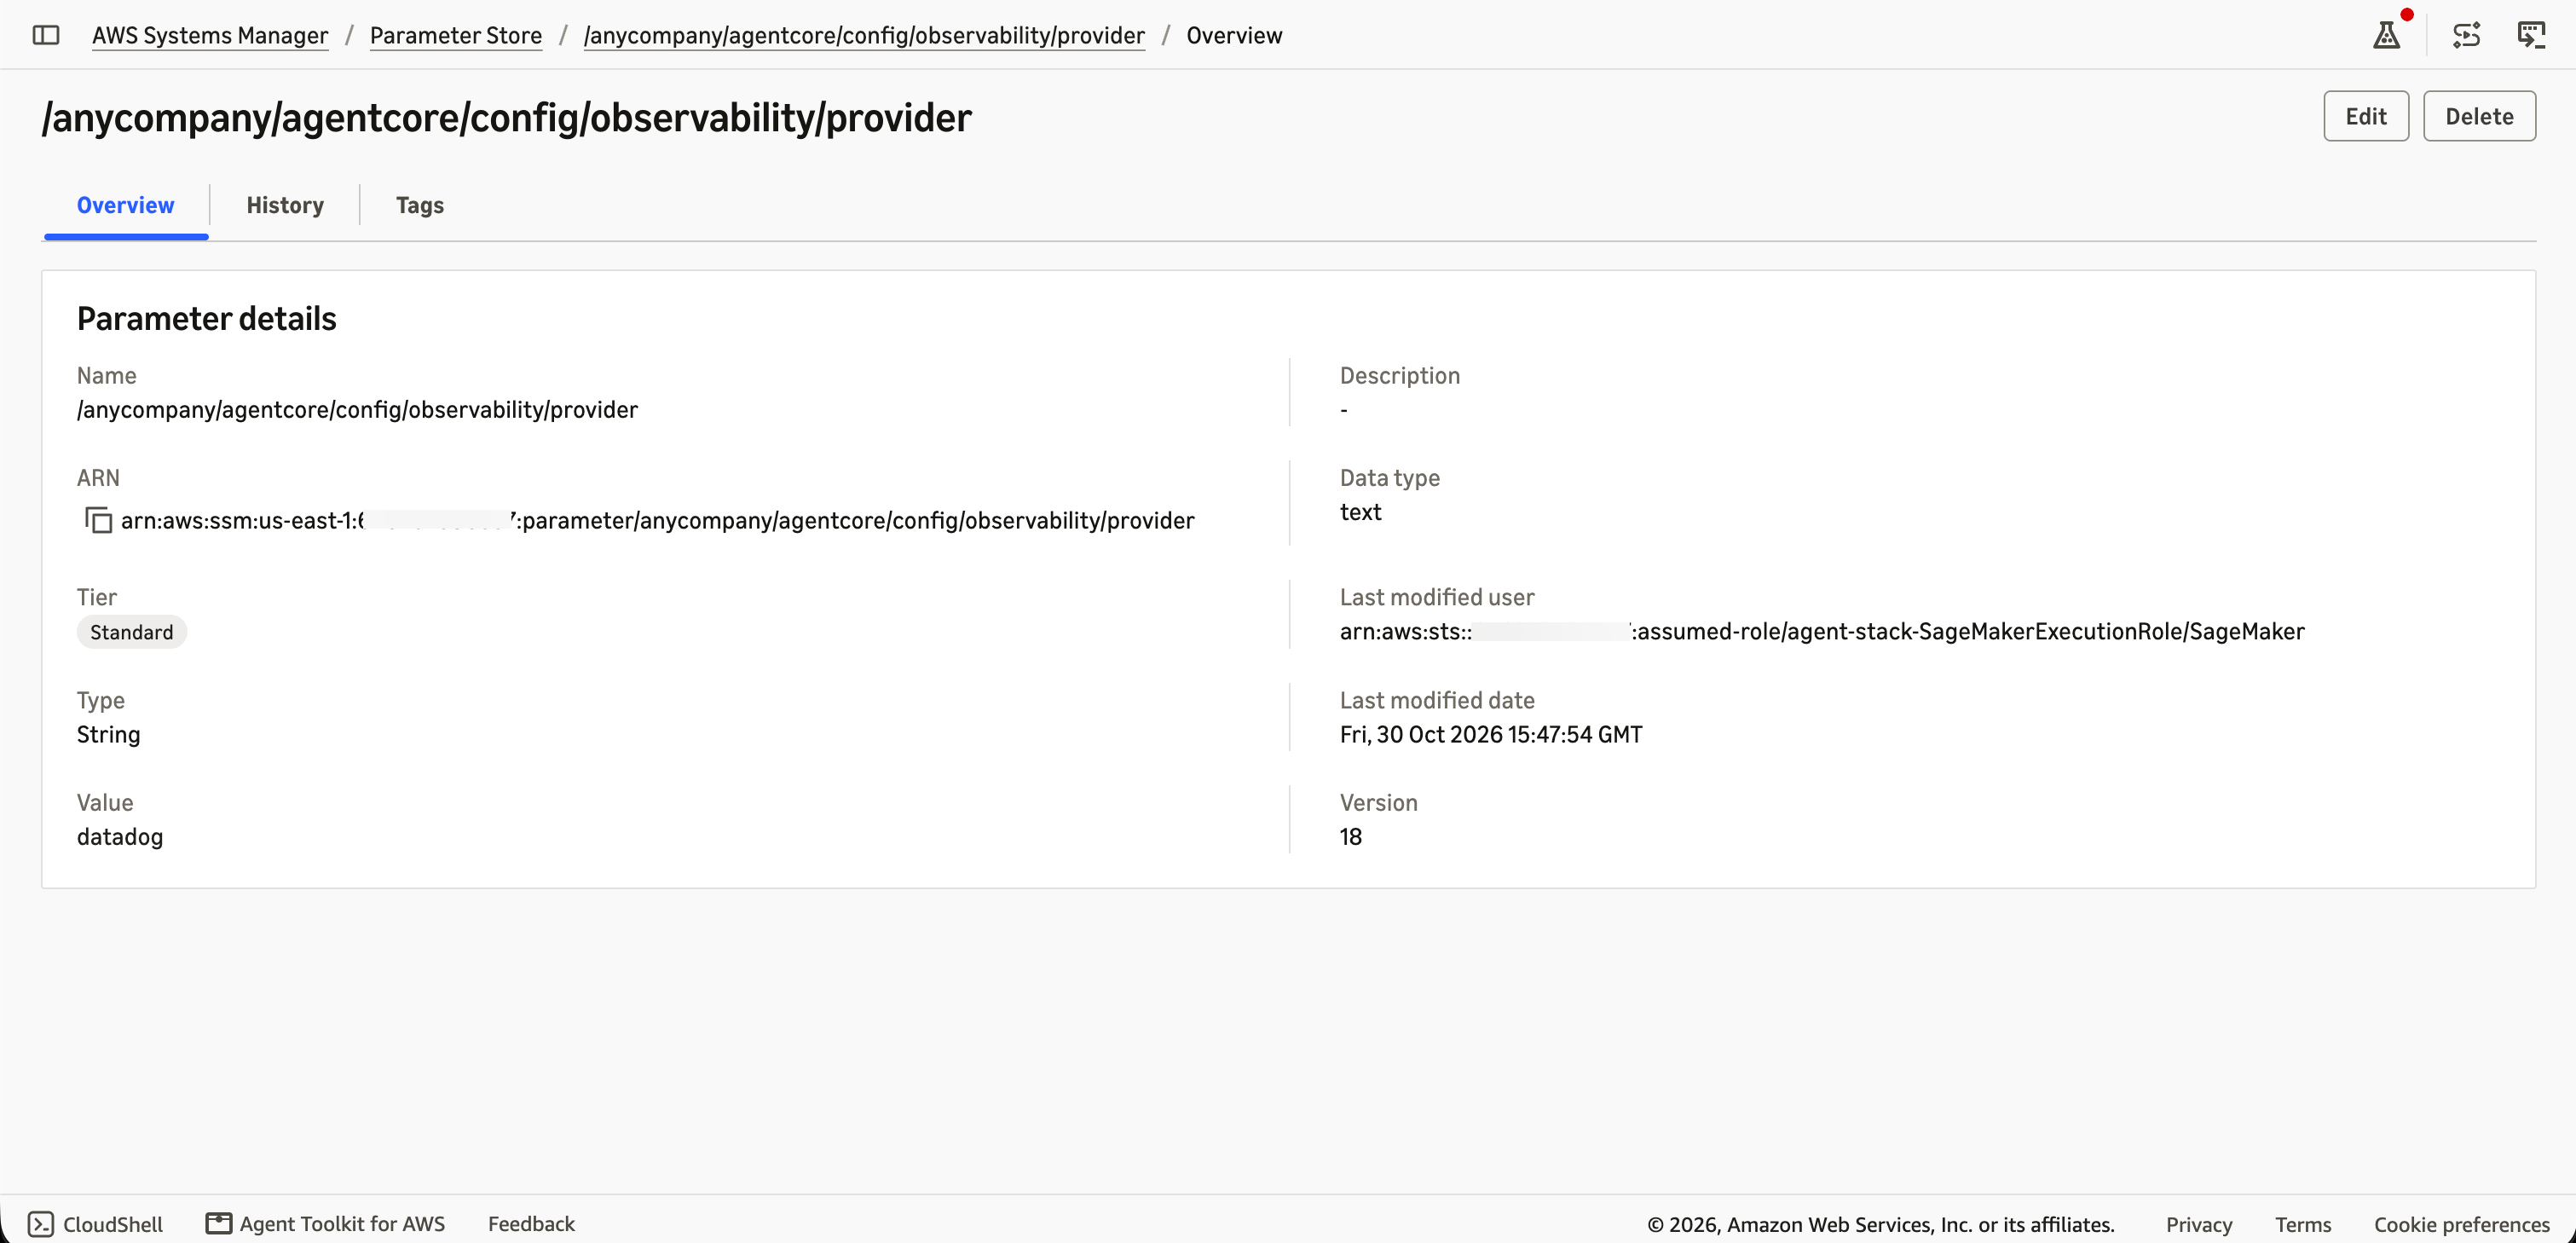 AWS Systems Manager / Parameter Store / /anycompany/agentcore/config/observability/provider / Overview
/anycompany/agentcore/config/observability/provider
Edit
Delete
Overview
History
Tags
Parameter details
Name
/anycompany/agentcore/config/observability/provider
Description
-
ARN
arn:aws:ssm:us-east-1: :parameter/anycompany/agentcore/config/observability/provider
Data type
text
Tier
Standard
Last modified user
arn:aws:sts:: :assumed-role/agent-stack-SageMakerExecutionRole/SageMaker
Type
String
Last modified date
Fri, 30 Oct 2026 15:47:54 GMT
Value
datadog
Version
18
CloudShell
Agent Toolkit for AWS
Feedback
© 2026, Amazon Web Services, Inc. or its affiliates.
Privacy
Terms
Cookie preferences